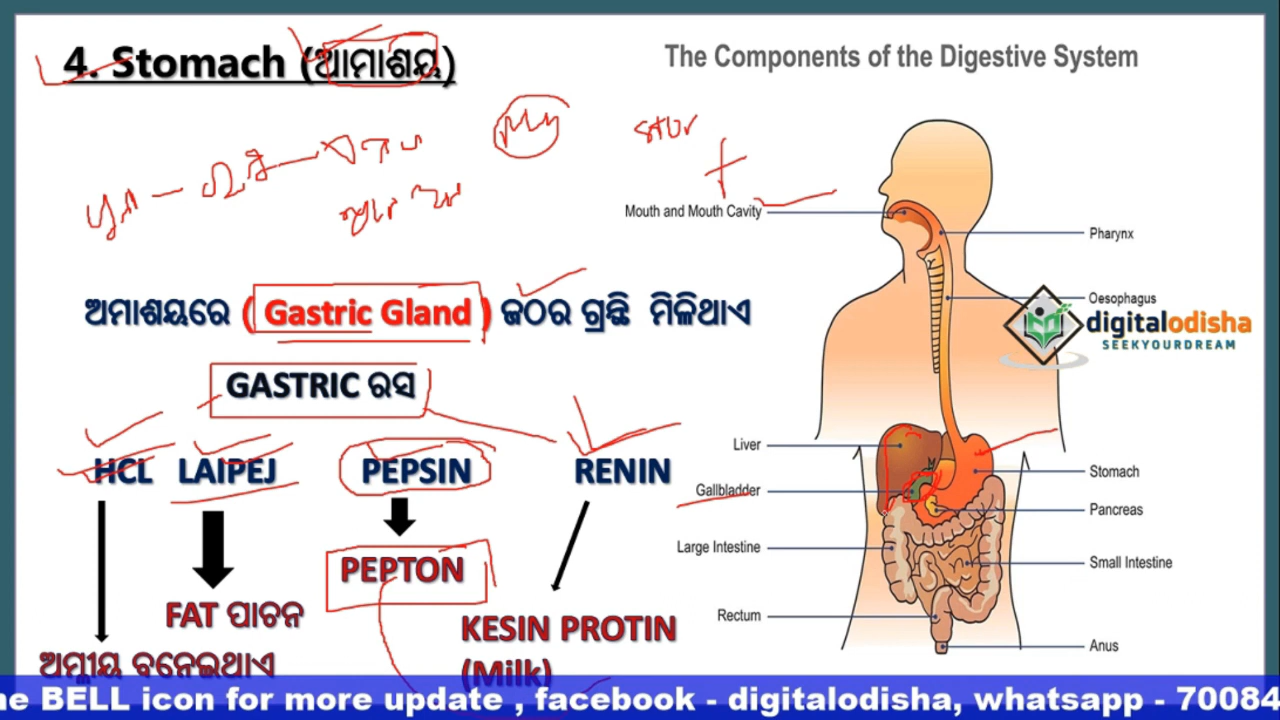 4. Stomach (ଆମାଶୟ)
The Components of the Digestive System
Mouth and Mouth Cavity
Pharynx
Oesophagus
digitalodisha
SEEKYOURDREAM
ଅମାଶୟରେ ( Gastric Gland ) ଜଠର ଗ୍ରନ୍ଥି ମିଳିଥାଏ
GASTRIC ରସ
HCL LAIPEJ PEPSIN RENIN
Liver
Stomach
Gallbladder
Pancreas
Large Intestine
Small Intestine
Rectum
Anus
PEPTON
FAT ପାଚନ
KESIN PROTIN
(Milk)
ଅମ୍ଳୀୟ ବନେଇଥାଏ
BELL icon for more update , facebook - digitalodisha, whatsapp - 70084